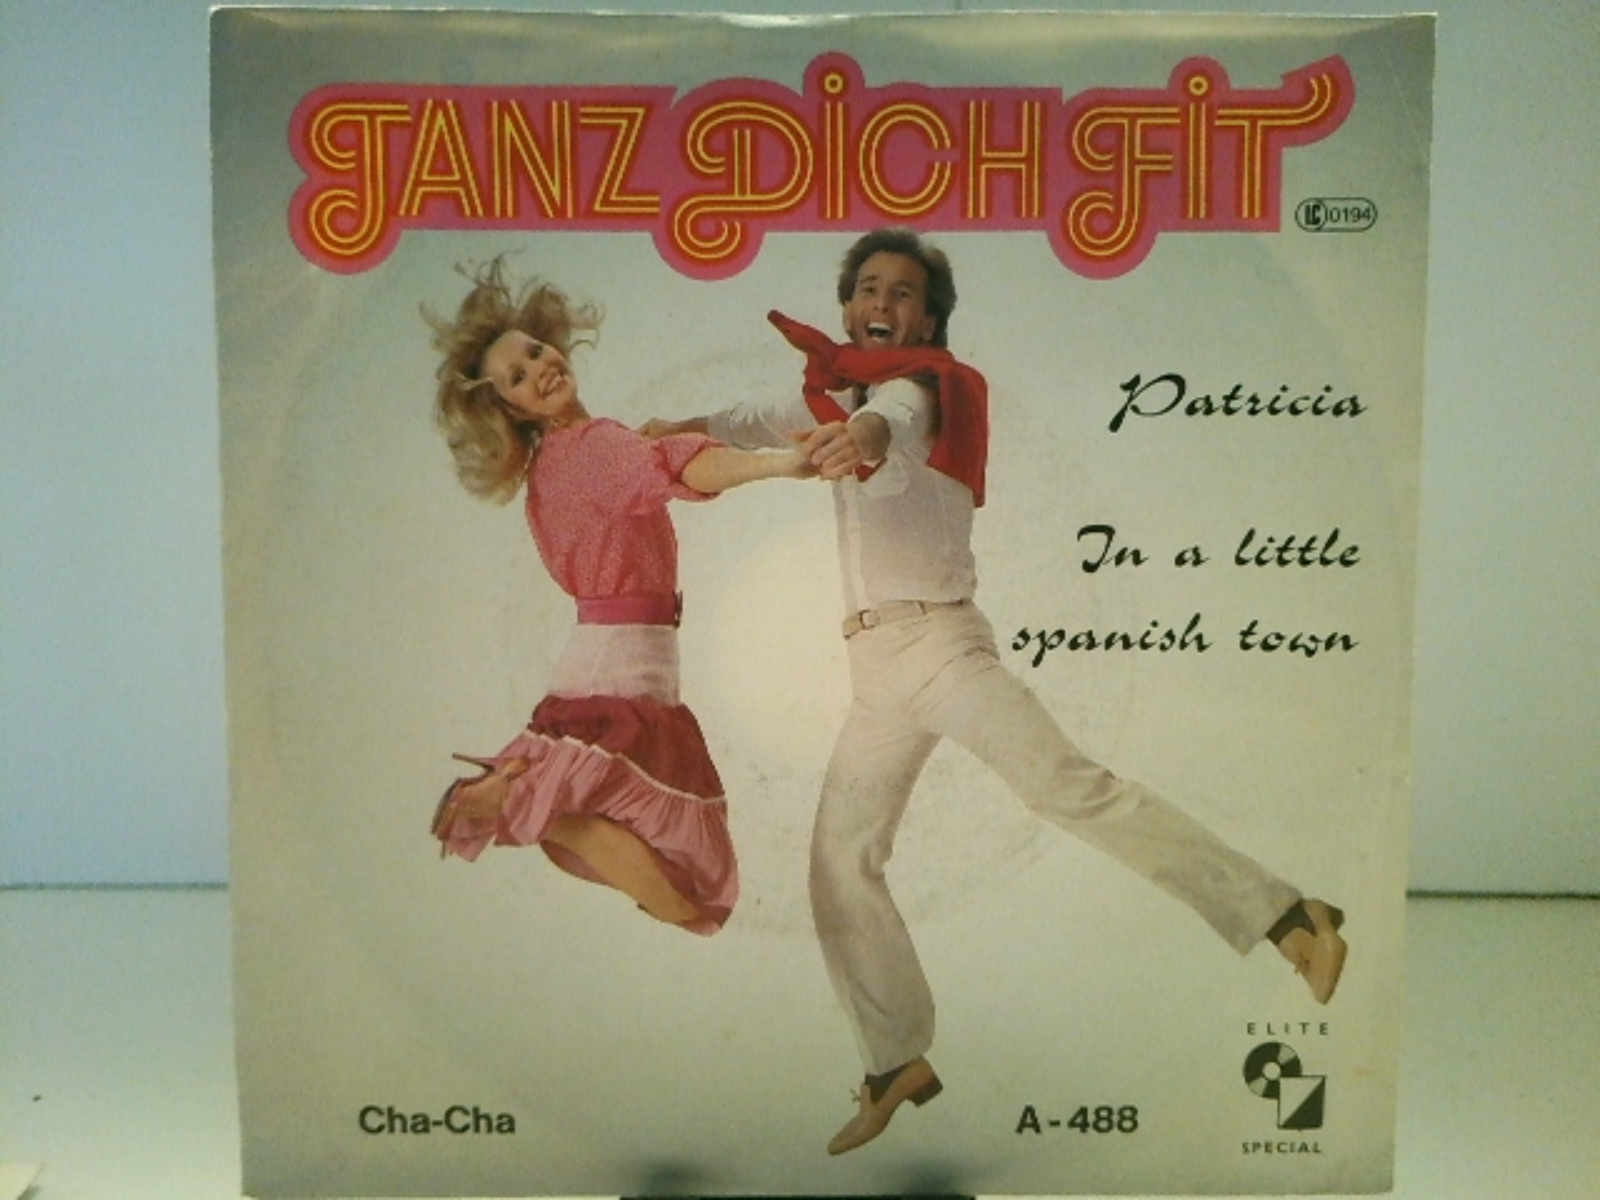 TANZ DICH FIT
LC 0194
Patricia
In a little
spanish town
ELITE
SPECIAL
Cha-Cha
A-488